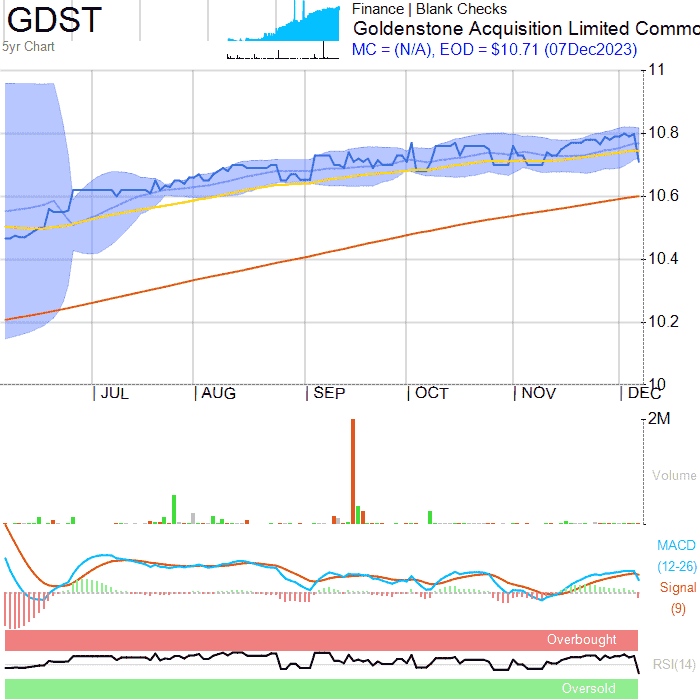 GDST
5yr Chart
Finance | Blank Checks
Goldenstone Acquisition Limited Commo
MC = (N/A), EOD = $10.71 (07Dec2023)
11
10.8
10.6
10.4
10.2
10
JUL AUG SEP OCT NOV DEC
2M
Volume
MACD
(12-26)
Signal
(9)
Overbought
RSI(14)
Oversold